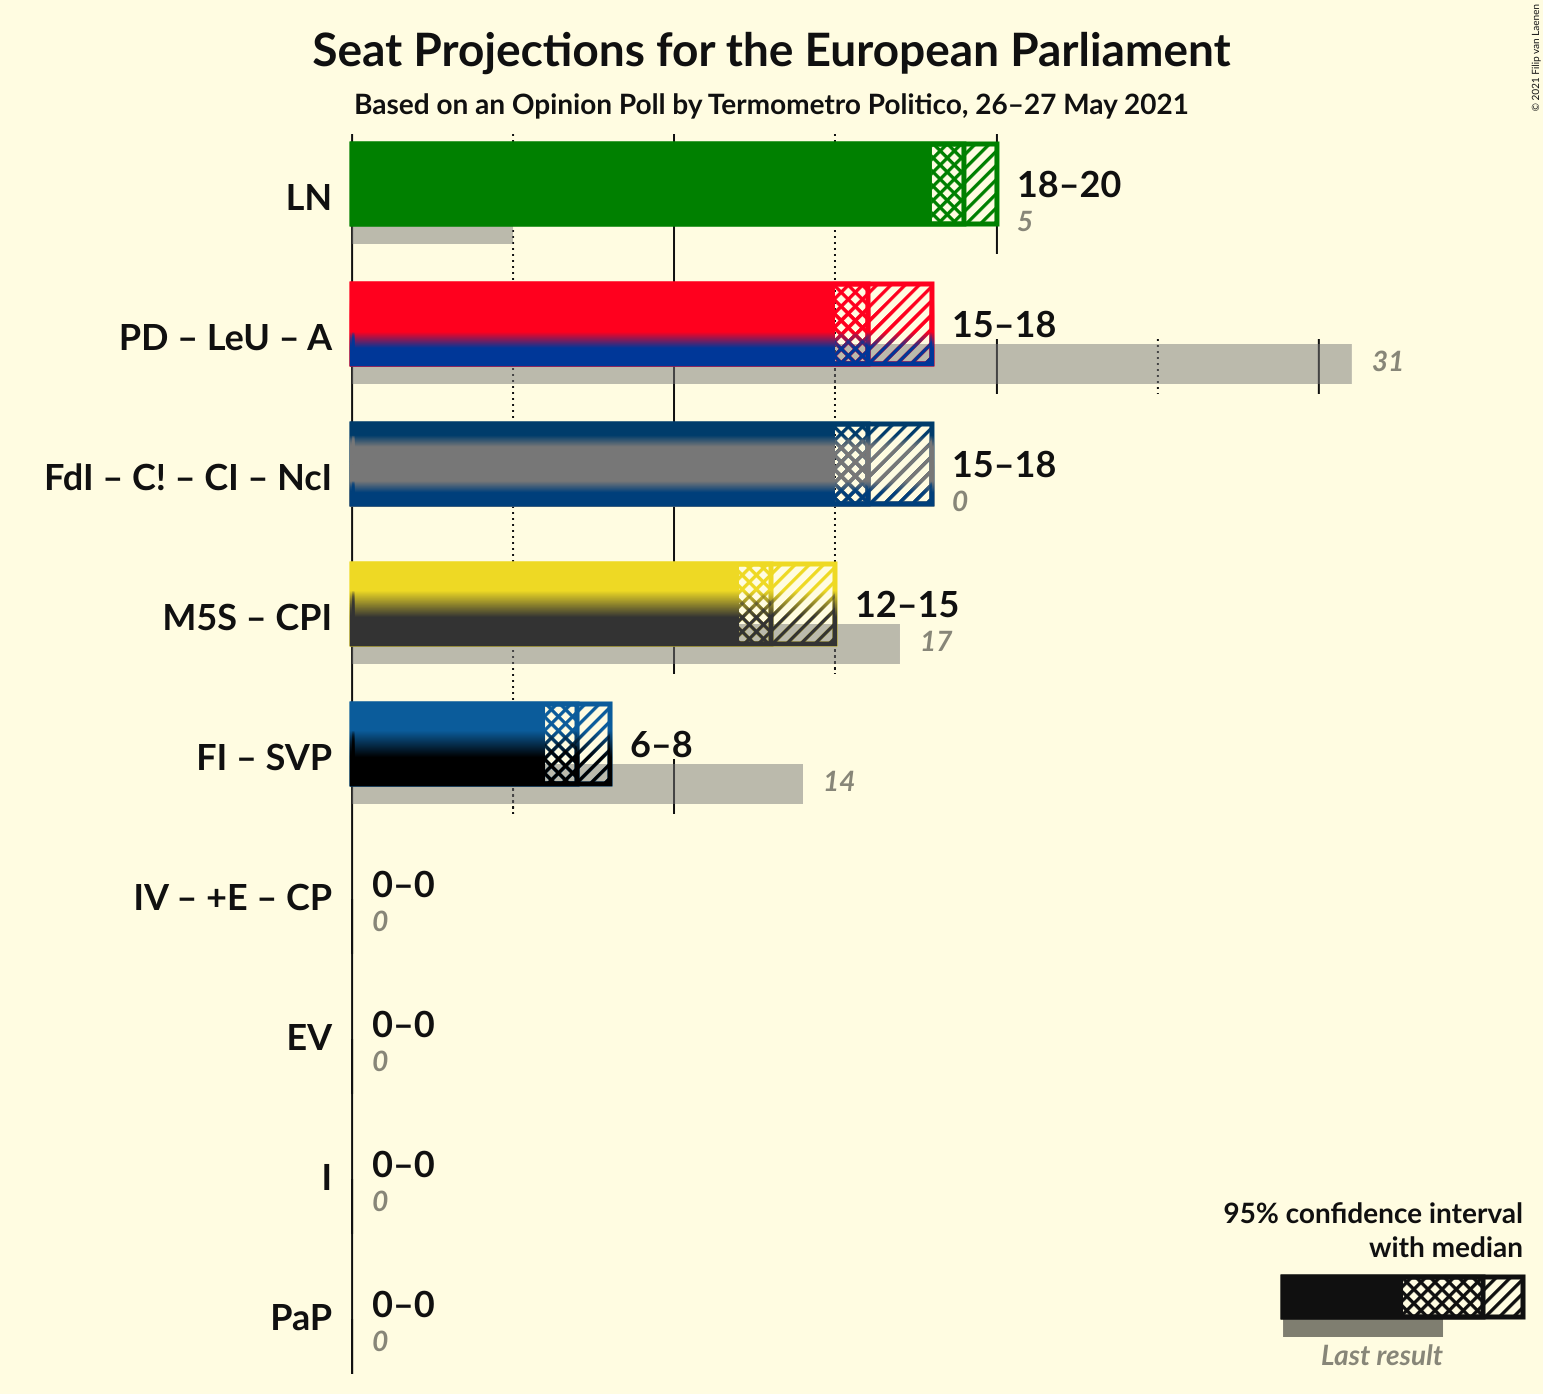 Seat Projections for the European Parliament
Based on an Opinion Poll by Termometro Politico, 26–27 May 2021
© 2021 Filip van Laenen
LN
18–20
5
PD – LeU – A
15–18
31
FdI – C! – CI – NcI
15–18
0
M5S – CPI
12–15
17
FI – SVP
6–8
14
IV – +E – CP
0–0
0
EV
0–0
0
I
0–0
0
PaP
0–0
0
95% confidence interval
with median
Last result